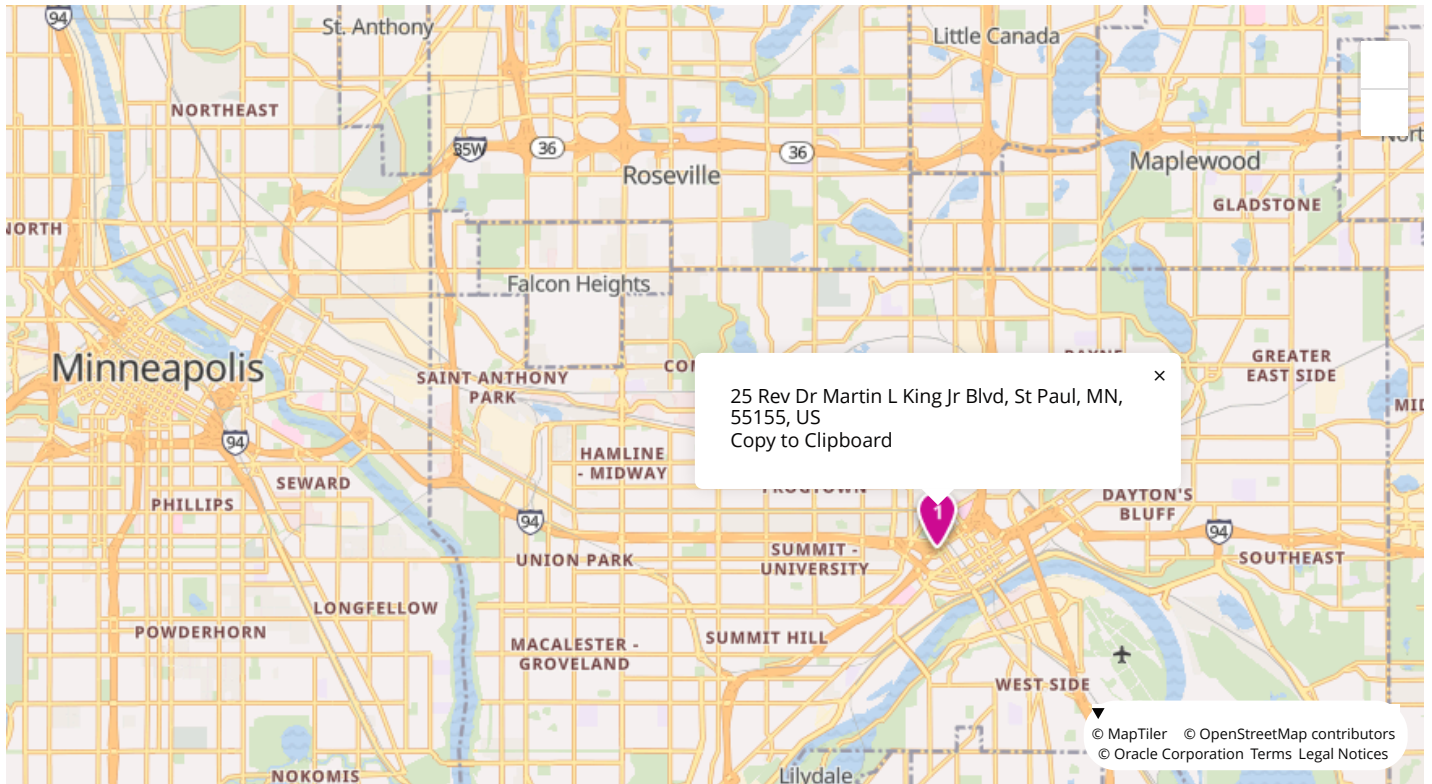 94
St. Anthony
Little Canada
NORTHEAST
35W
36
36
Roseville
Maplewood
GLADSTONE
NORTH
Falcon Heights
Minneapolis
SAINT ANTHONY
PARK
GREATER
EAST SIDE
×
25 Rev Dr Martin L King Jr Blvd, St Paul, MN,
55155, US
Copy to Clipboard
94
HAMLINE
- MIDWAY
SEWARD
PHILLIPS
DAYTON'S
BLUFF
1
94
94
UNION PARK
SUMMIT -
UNIVERSITY
SOUTHEAST
LONGFELLOW
POWDERHORN
MACALESTER -
GROVELAND
SUMMIT HILL
WEST SIDE
NOKOMIS
Lilydale
© MapTiler © OpenStreetMap contributors
© Oracle Corporation Terms Legal Notices